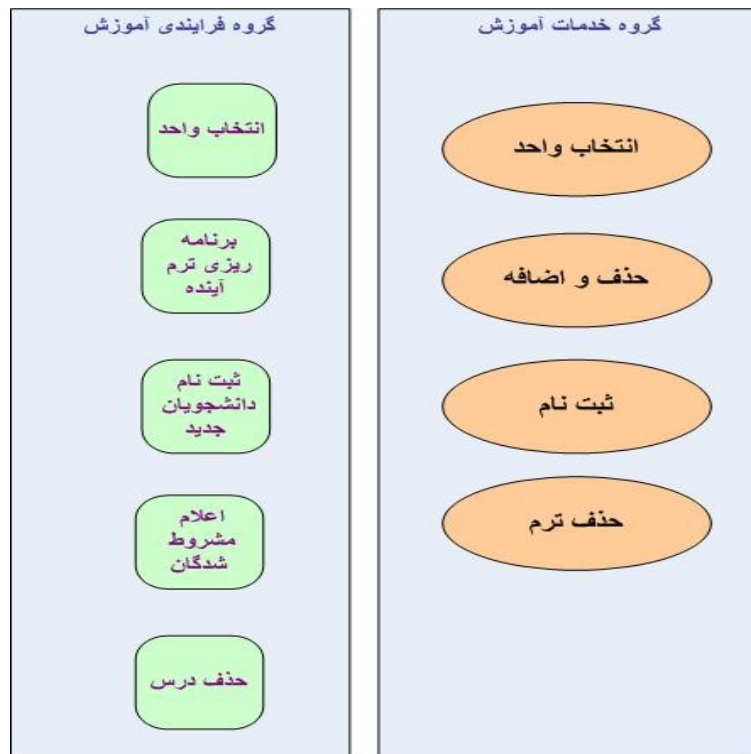 گروه خدمات آموزش
انتخاب واحد
حذف و اضافه
ثبت نام
حذف ترم
گروه فرایندی آموزش
انتخاب واحد
برنامه
ریزی ترم
آینده
ثبت نام
دانشجویان
جدید
اعلام
مشروط
شدگان
حذف درس